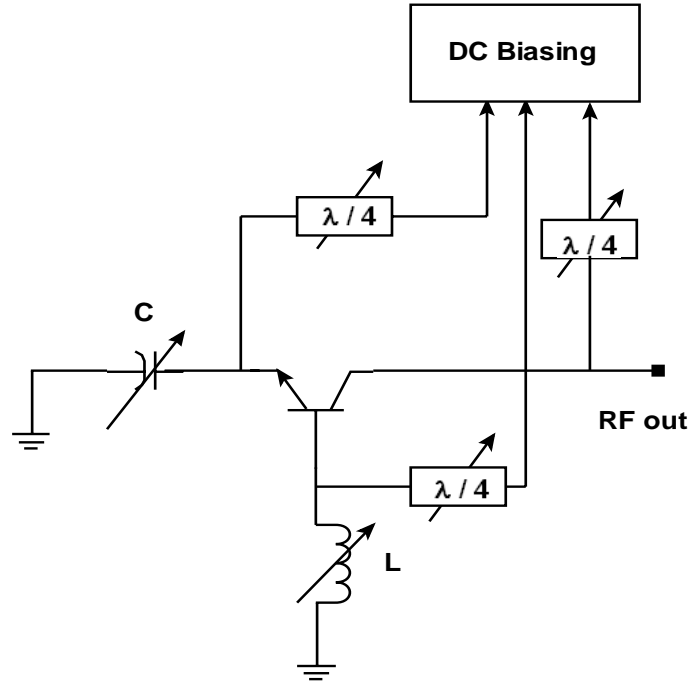 DC Biasing
λ / 4
λ / 4
C
RF out
λ / 4
L